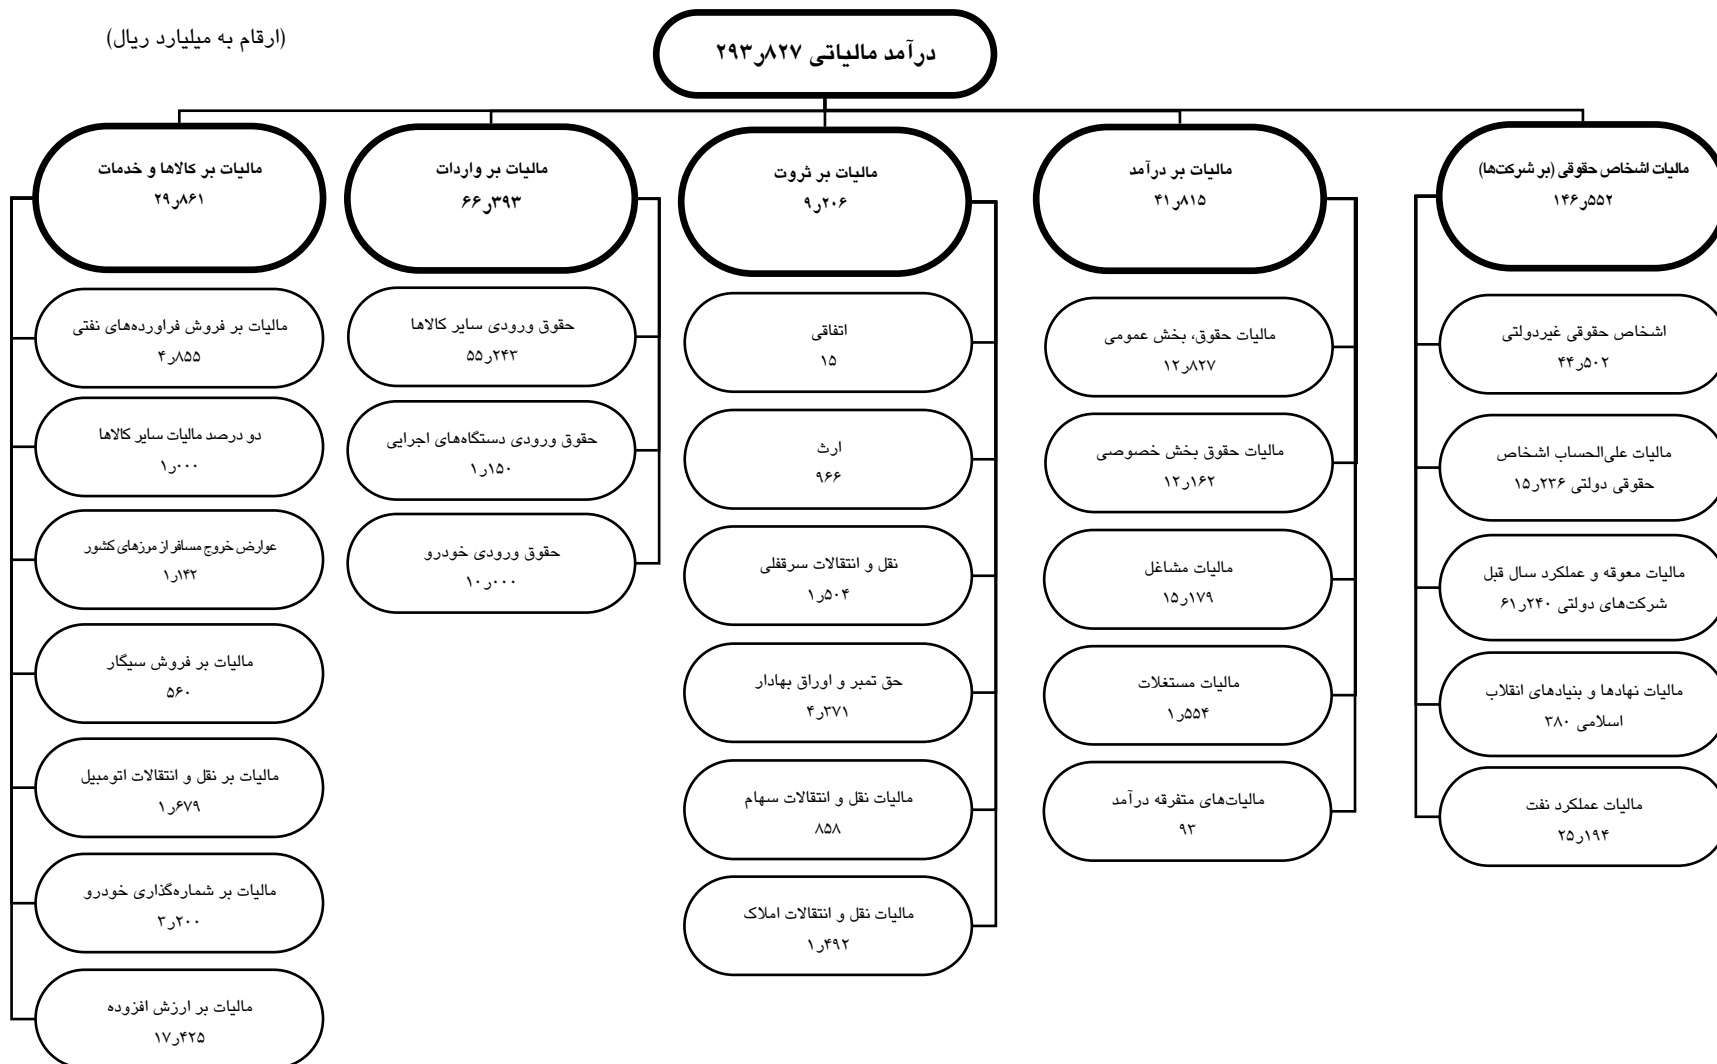 (ارقام به میلیارد ریال)
درآمد مالیاتی ۲۹۳٫۸۲۷
مالیات اشخاص حقوقی (بر شرکت‌ها)
۱۴۶٫۵۵۲
اشخاص حقوقی غیردولتی
۴۴٫۵۰۲
مالیات علی‌الحساب اشخاص
حقوقی دولتی ۱۵٫۲۳۶
مالیات معوقه و عملکرد سال قبل
شرکت‌های دولتی ۶۱٫۲۴۰
مالیات نهادها و بنیادهای انقلاب
اسلامی ۳۸۰
مالیات عملکرد نفت
۲۵٫۱۹۴
مالیات بر درآمد
۴۱٫۸۱۵
مالیات حقوق، بخش عمومی
۱۲٫۸۲۷
مالیات حقوق بخش خصوصی
۱۲٫۱۶۲
مالیات مشاغل
۱۵٫۱۷۹
مالیات مستغلات
۱٫۵۵۴
مالیات‌های متفرقه درآمد
۹۳
مالیات بر ثروت
۹٫۲۰۶
اتفاقی
۱۵
ارث
۹۶۶
نقل و انتقالات سرقفلی
۱٫۵۰۴
حق تمبر و اوراق بهادار
۴٫۳۷۱
مالیات نقل و انتقالات سهام
۸۵۸
مالیات نقل و انتقالات املاک
۱٫۴۹۲
مالیات بر واردات
۶۶٫۳۹۳
حقوق ورودی سایر کالاها
۵۵٫۲۴۳
حقوق ورودی دستگاه‌های اجرایی
۱٫۱۵۰
حقوق ورودی خودرو
۱۰٫۰۰۰
مالیات بر کالاها و خدمات
۲۹٫۸۶۱
مالیات بر فروش فراورده‌های نفتی
۴٫۸۵۵
دو درصد مالیات سایر کالاها
۱٫۰۰۰
عوارض خروج مسافر از مرزهای کشور
۱٫۱۴۲
مالیات بر فروش سیگار
۵۶۰
مالیات بر نقل و انتقالات اتومبیل
۱٫۶۷۹
مالیات بر شماره‌گذاری خودرو
۳٫۲۰۰
مالیات بر ارزش افزوده
۱۷٫۴۲۵